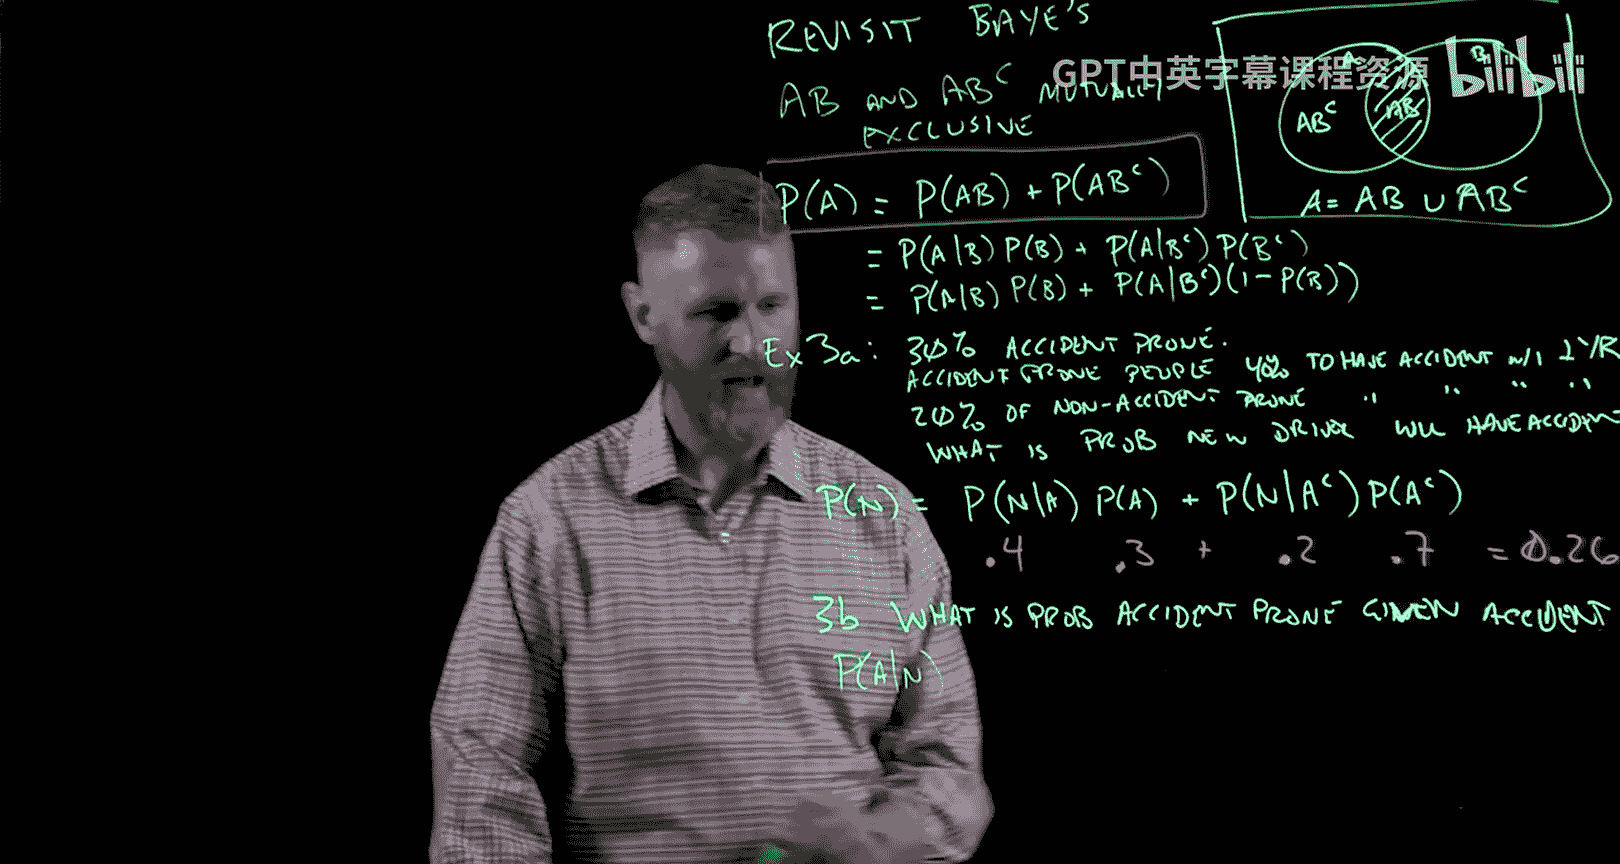 REVISIT BAYE'S
GPT中英字幕课程资源 bilibili
AB AND AB^C MUTUALLY
EXCLUSIVE
A B
AB^C AB
A = AB ∪ AB^C
P(A) = P(AB) + P(AB^C)
= P(A|B) P(B) + P(A|B^C) P(B^C)
= P(A|B) P(B) + P(A|B^C)(1 - P(B))
Ex 3a: 30% ACCIDENT PRONE.
ACCIDENT PRONE PEOPLE 40% TO HAVE ACCIDENT W/I 1 YR
20% OF NON-ACCIDENT PRONE " " " "
WHAT IS PROB NEW DRIVER WILL HAVE ACCIDENT
P(N) = P(N|A) P(A) + P(N|A^C) P(A^C)
.4 .3 + .2 .7 = 0.26
3b WHAT IS PROB ACCIDENT PRONE GIVEN ACCIDENT
P(A|N)